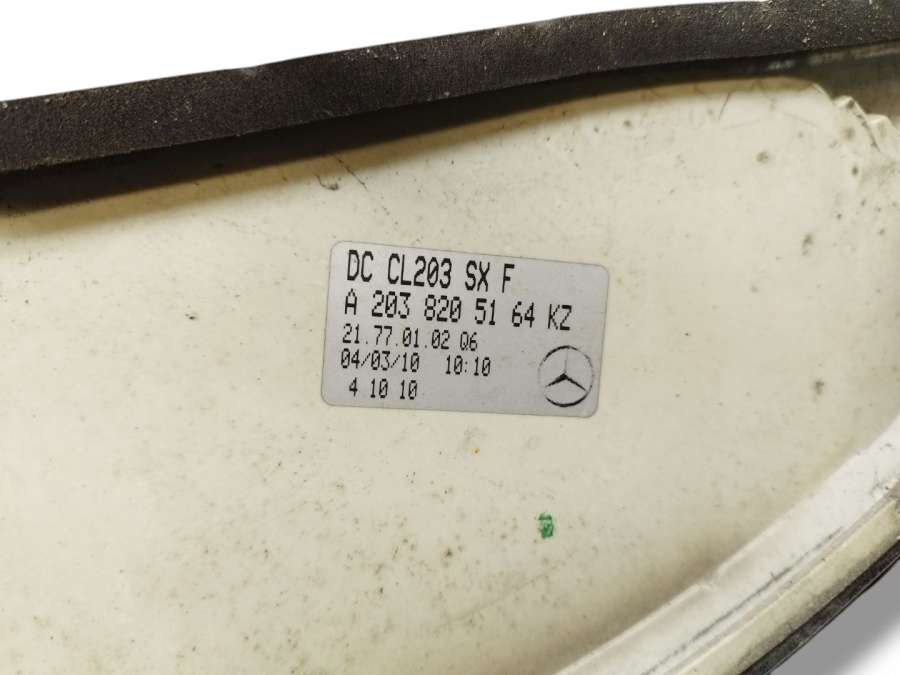 DC CL203 SX F
A 203 820 51 64 KZ
21.77.01.02 Q6
04/03/10 10:10
4 10 10